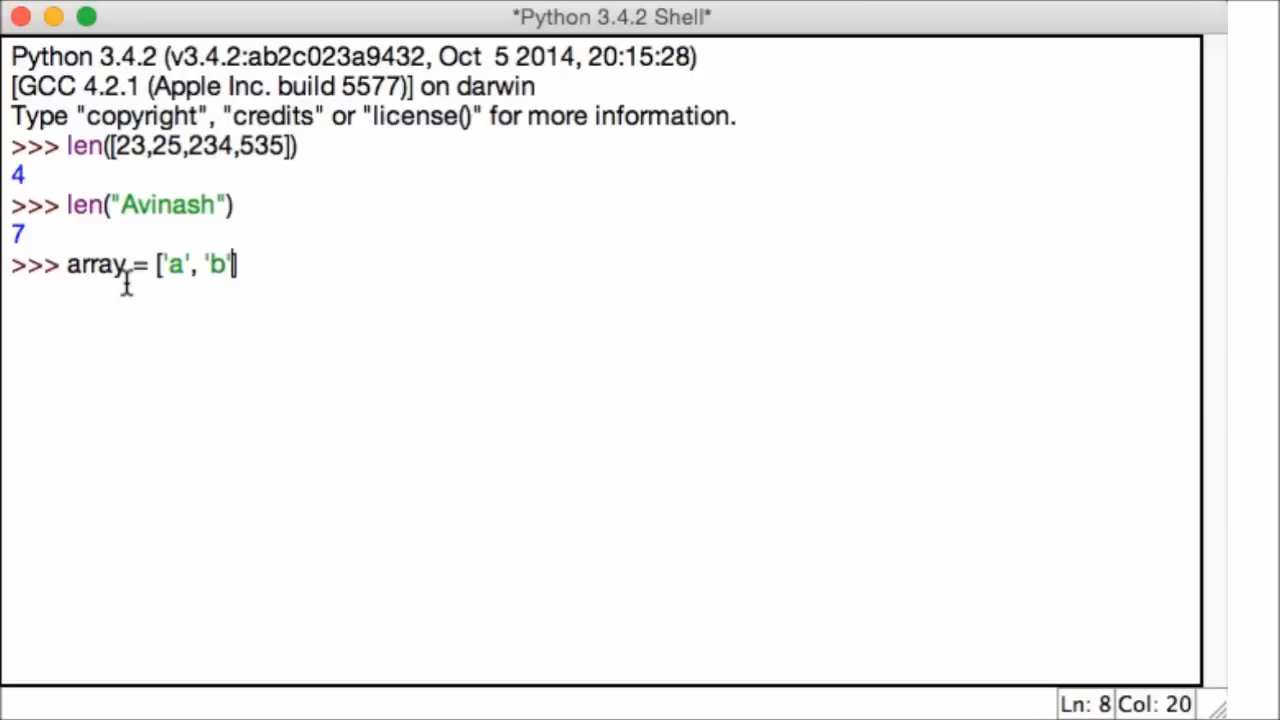 *Python 3.4.2 Shell*
Python 3.4.2 (v3.4.2:ab2c023a9432, Oct  5 2014, 20:15:28)
[GCC 4.2.1 (Apple Inc. build 5577)] on darwin
Type "copyright", "credits" or "license()" for more information.
>>> len([23,25,234,535])
4
>>> len("Avinash")
7
>>> array = ['a', 'b']
Ln: 8 Col: 20